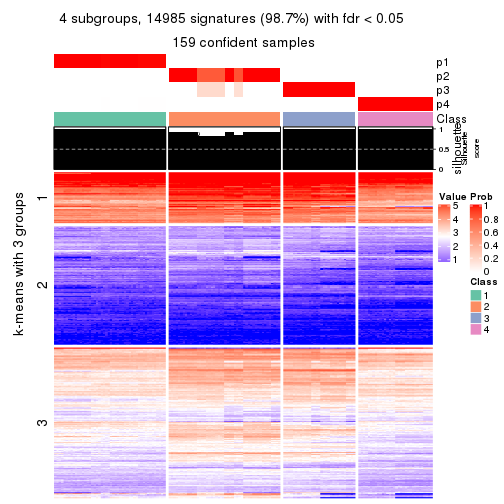 4 subgroups, 14985 signatures (98.7%) with fdr < 0.05
159 confident samples
p1
p2
p3
p4
Class
1
0.5
0
silhouette
Silhouette
score
k-means with 3 groups
1
2
3
Value
5
4
3
2
1
Prob
1
0.8
0.6
0.4
0.2
0
Class
1
2
3
4